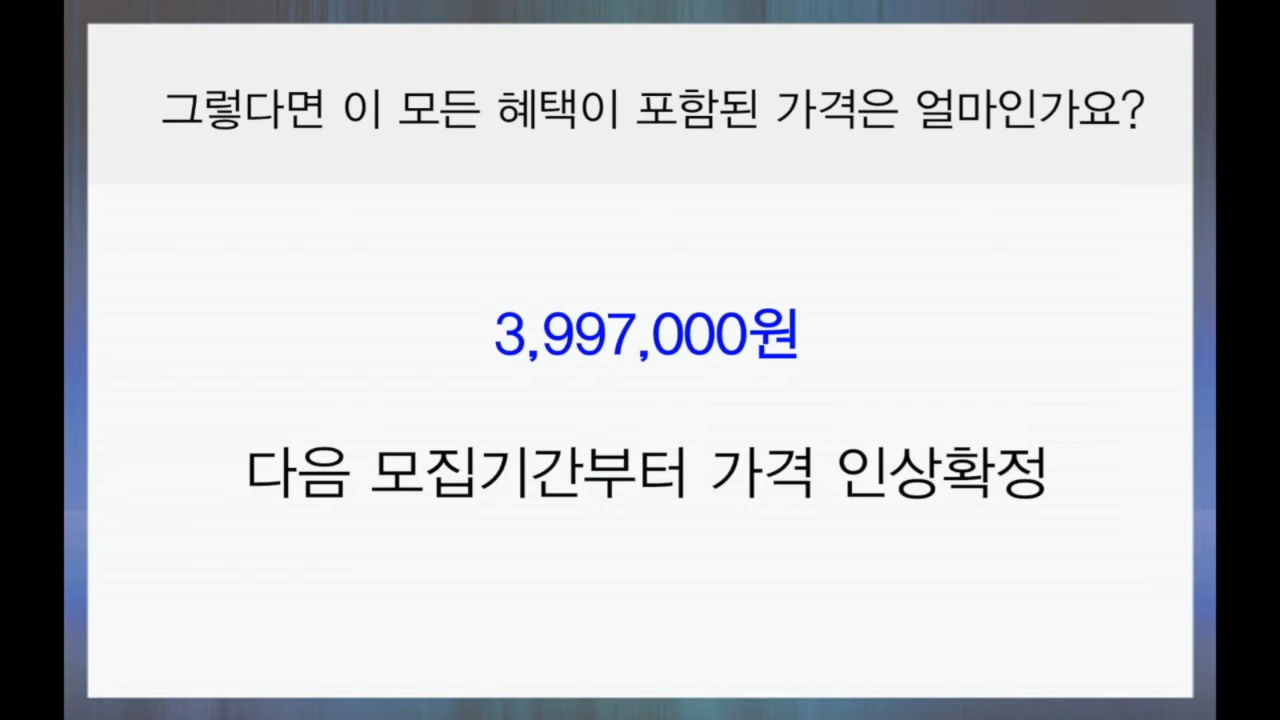 그렇다면 이 모든 혜택이 포함된 가격은 얼마인가요?
3,997,000원
다음 모집기간부터 가격 인상확정